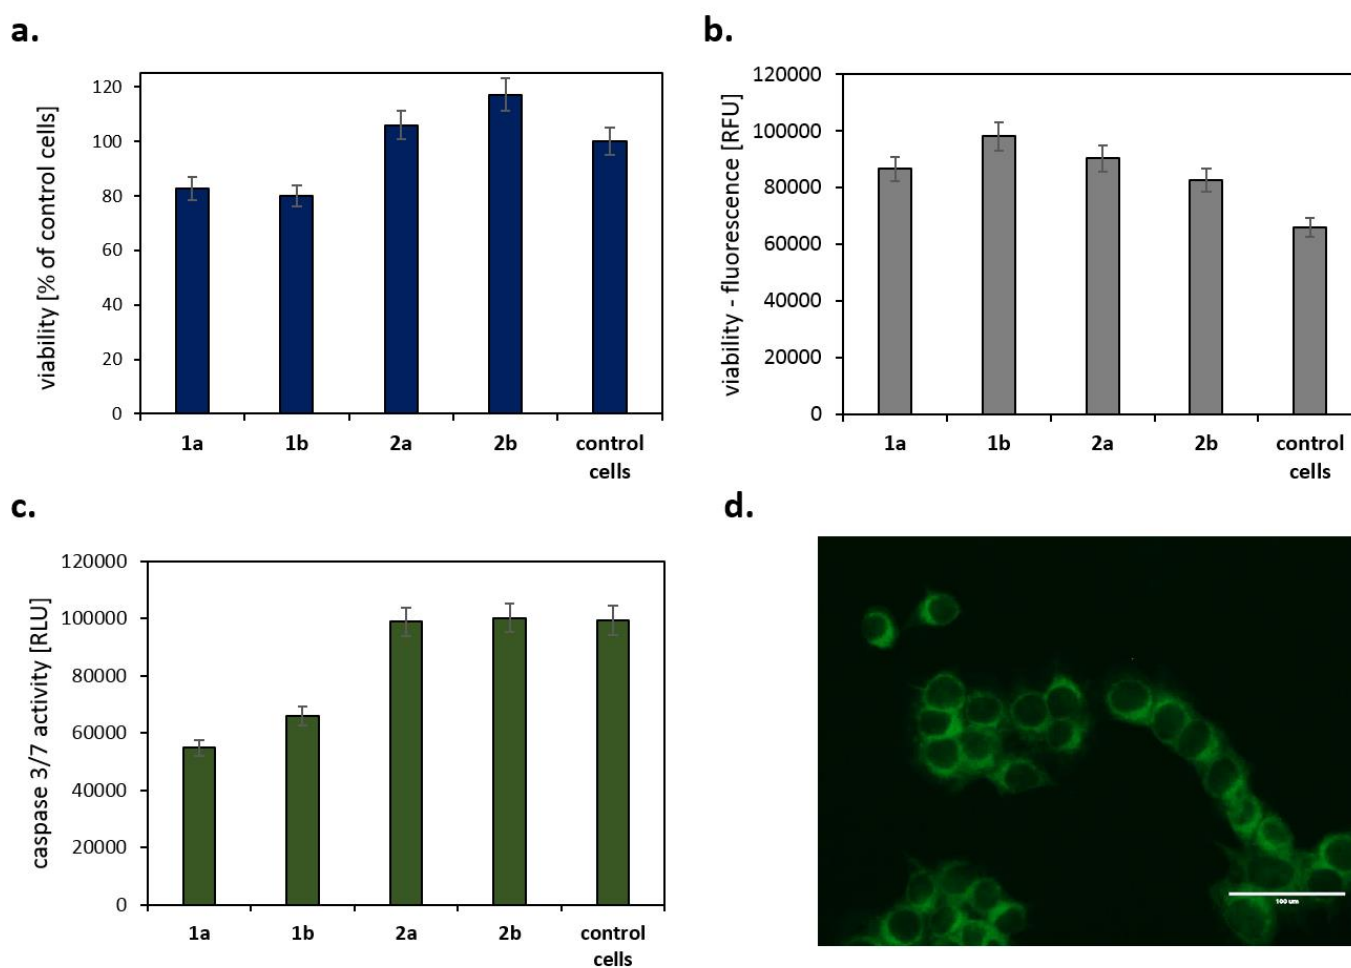 a.
viability [% of control cells]
120
100
80
60
40
20
0
1a 1b 2a 2b control
cells
b.
viability - fluorescence [RFU]
120000
100000
80000
60000
40000
20000
0
1a 1b 2a 2b control
cells
c.
caspase 3/7 activity [RLU]
120000
100000
80000
60000
40000
20000
0
1a 1b 2a 2b control
cells
d.
100 um